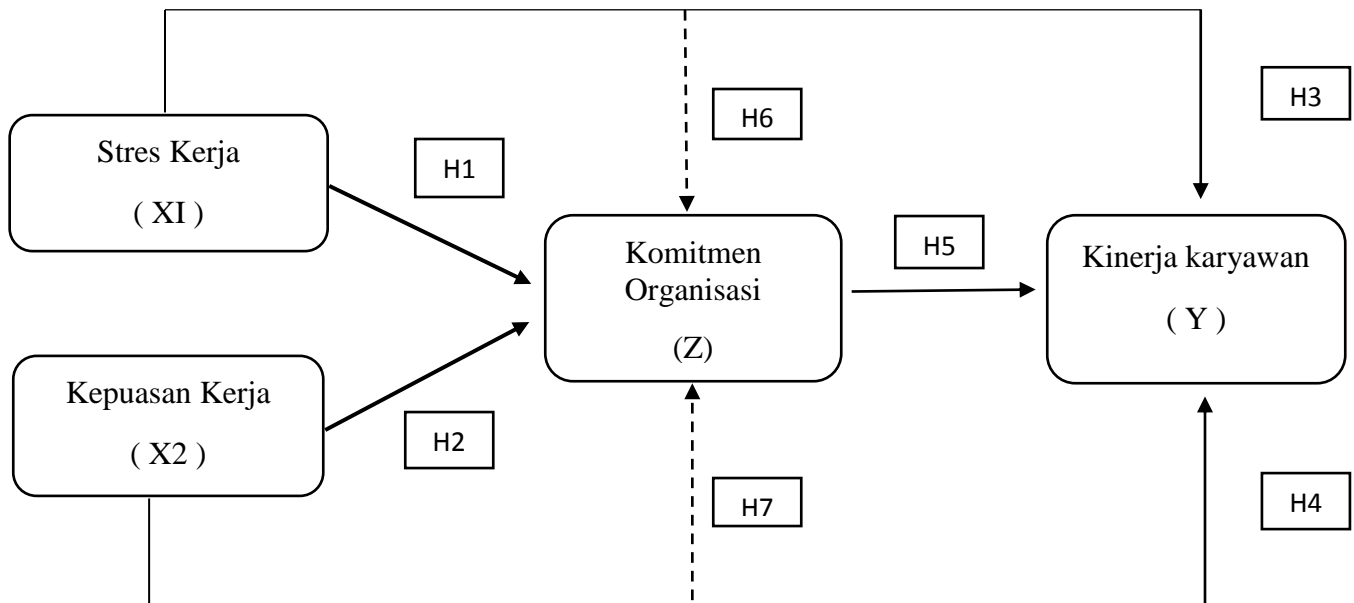 H3
H6
Stres Kerja
( XI )
H1
Komitmen
Organisasi
(Z)
H5
Kinerja karyawan
( Y )
Kepuasan Kerja
( X2 )
H2
H7
H4